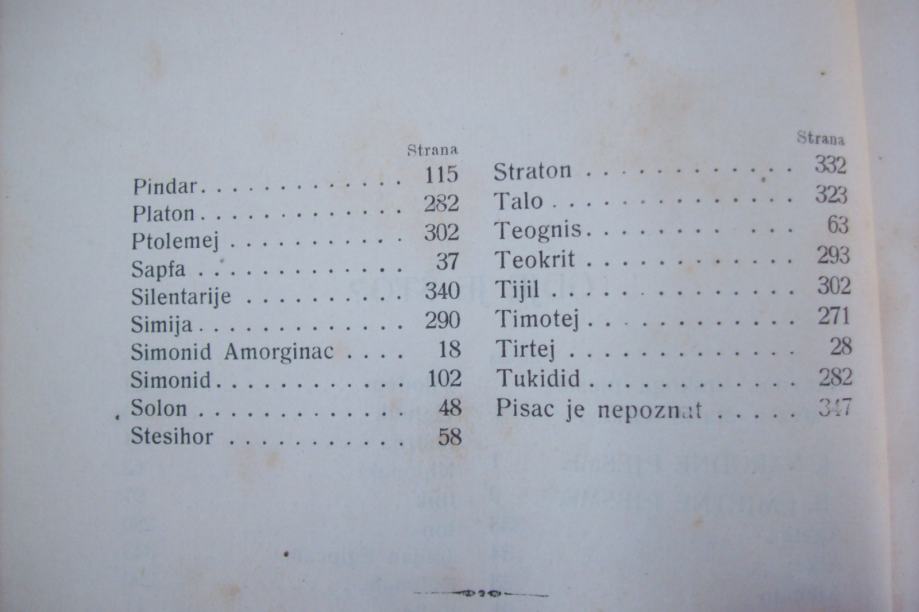 Strana
Pindar. . . . . . . . . . . . . 115
Platon . . . . . . . . . . . . . 282
Ptolemej . . . . . . . . . . . 302
Sapfa . . . . . . . . . . . . . 37
Silentarije . . . . . . . . . . 340
Simija . . . . . . . . . . . . . 290
Simonid Amorginac . . . . 18
Simonid . . . . . . . . . . . . 102
Solon . . . . . . . . . . . . . 48
Stesihor . . . . . . . . . . . 58
Strana
Straton . . . . . . . . . . . . 332
Talo . . . . . . . . . . . . . . 323
Teognis . . . . . . . . . . . . 63
Teokrit . . . . . . . . . . . . 293
Tijil . . . . . . . . . . . . . . 302
Timotej . . . . . . . . . . . . 271
Tirtej . . . . . . . . . . . . . 28
Tukidid . . . . . . . . . . . . 282
Pisac je nepoznat . . . . . 347